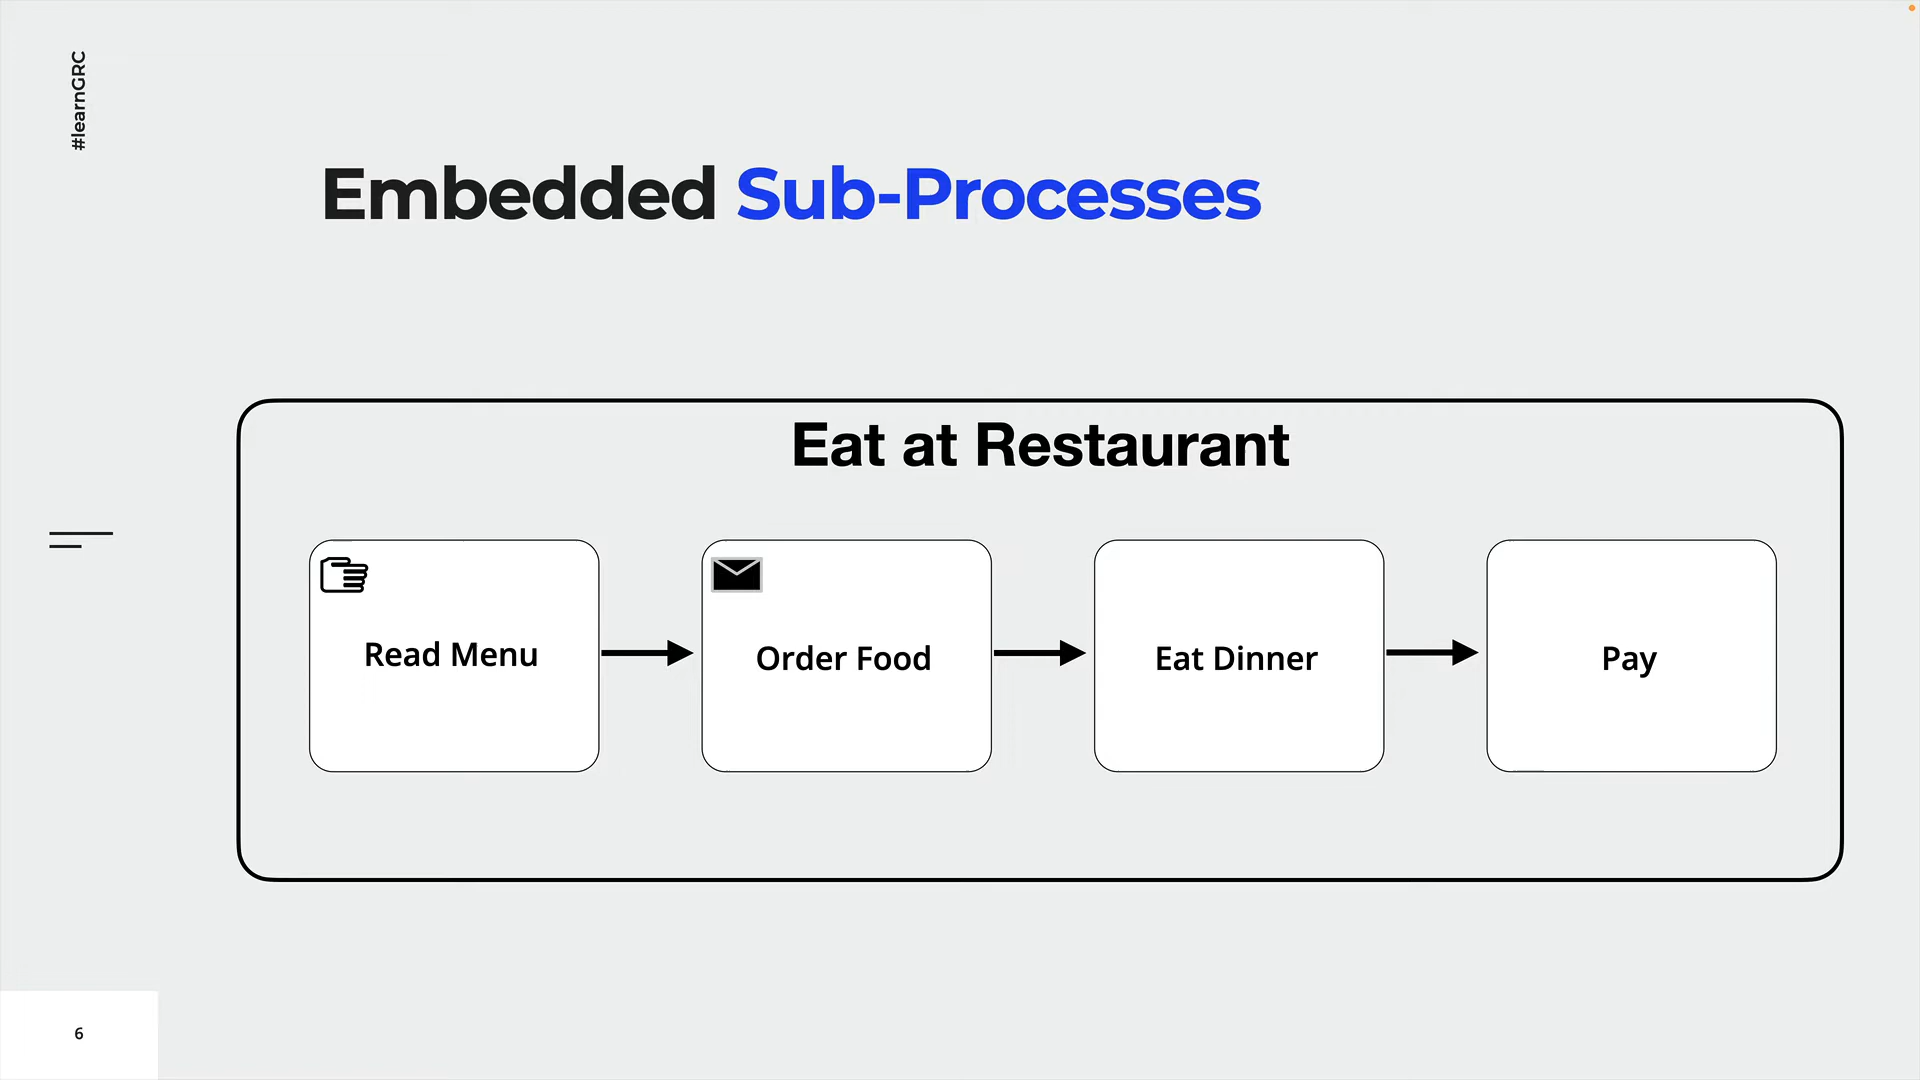 #learnGRC
Embedded Sub-Processes
Eat at Restaurant
Read Menu
Order Food
Eat Dinner
Pay
6